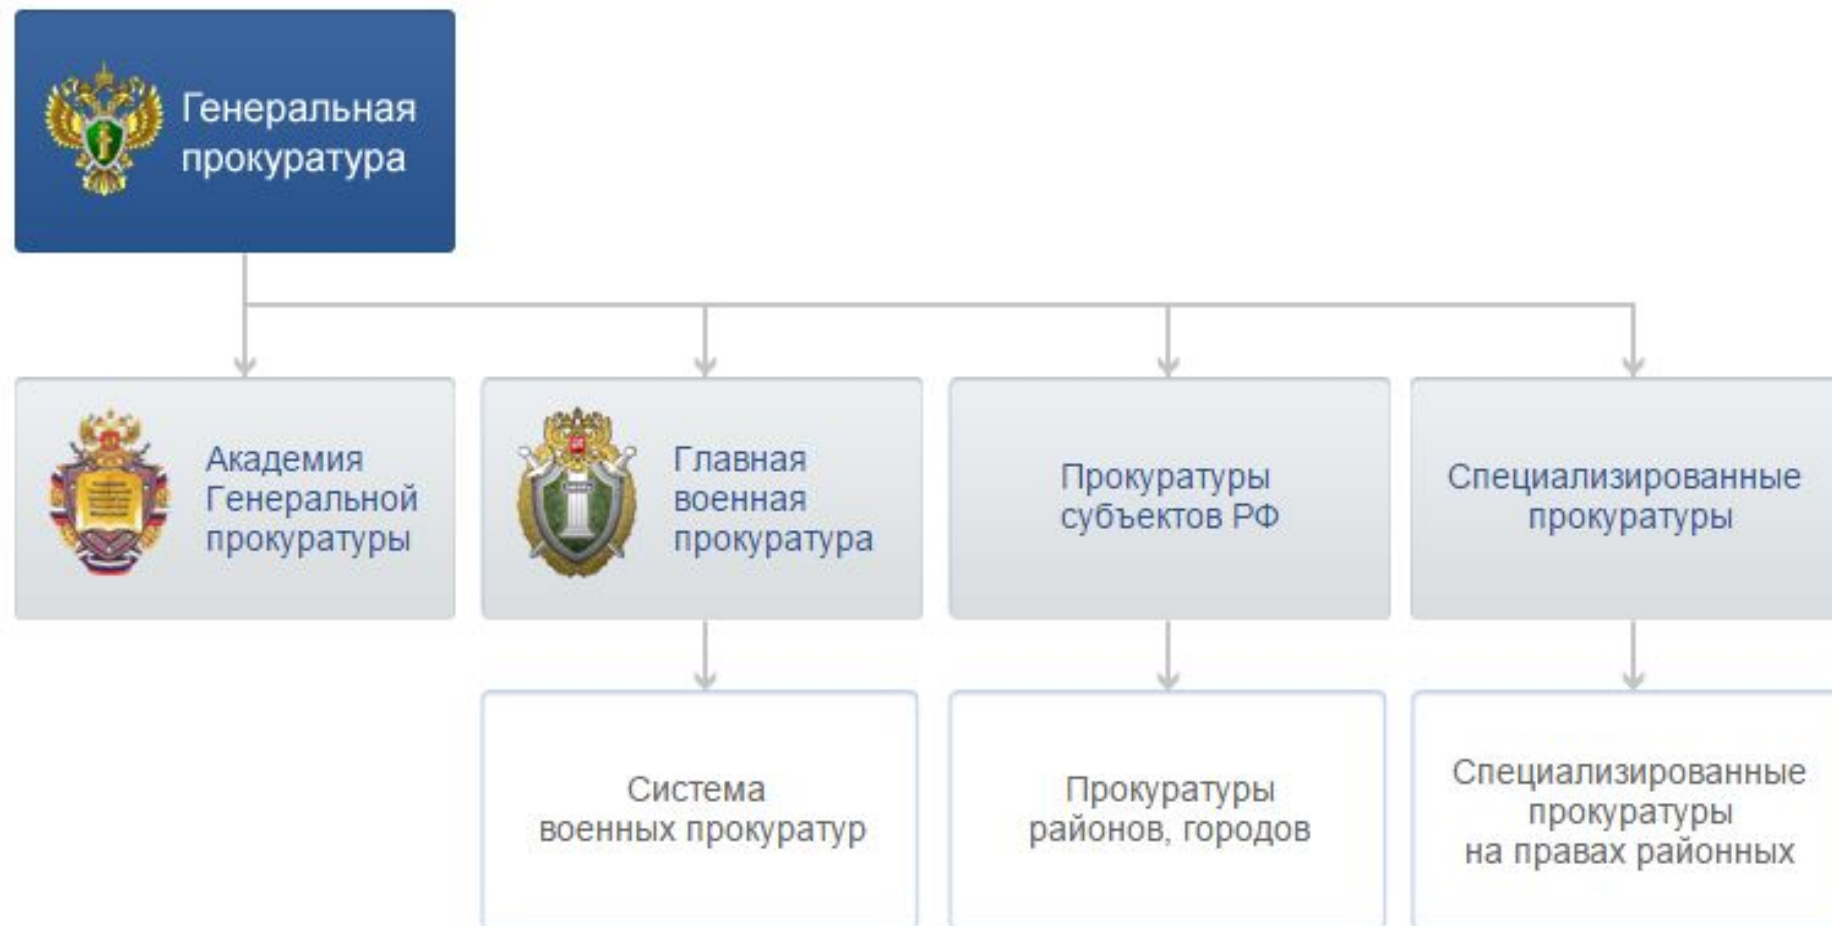 Генеральная
прокуратура
Академия
Генеральной
прокуратуры
Главная
военная
прокуратура
Прокуратуры
субъектов РФ
Специализированные
прокуратуры
Система
военных прокуратур
Прокуратуры
районов, городов
Специализированные
прокуратуры
на правах районных